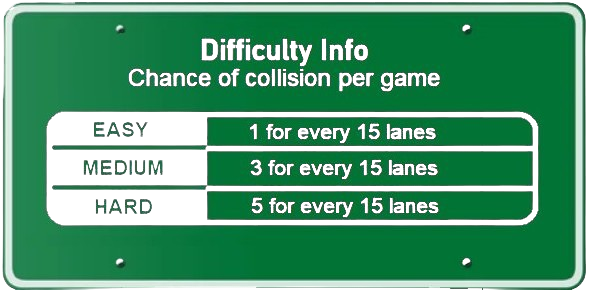 Difficulty Info
Chance of collision per game
EASY 1 for every 15 lanes
MEDIUM 3 for every 15 lanes
HARD 5 for every 15 lanes